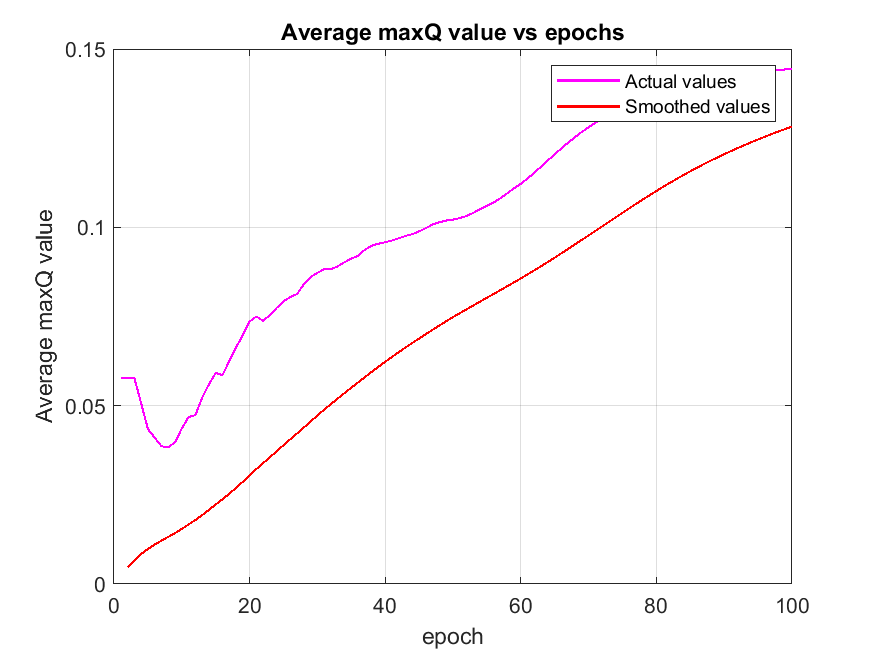 Average maxQ value vs epochs
0.15
Actual values
Smoothed values
0.1
Average maxQ value
0.05
0
0 20 40 60 80 100
epoch